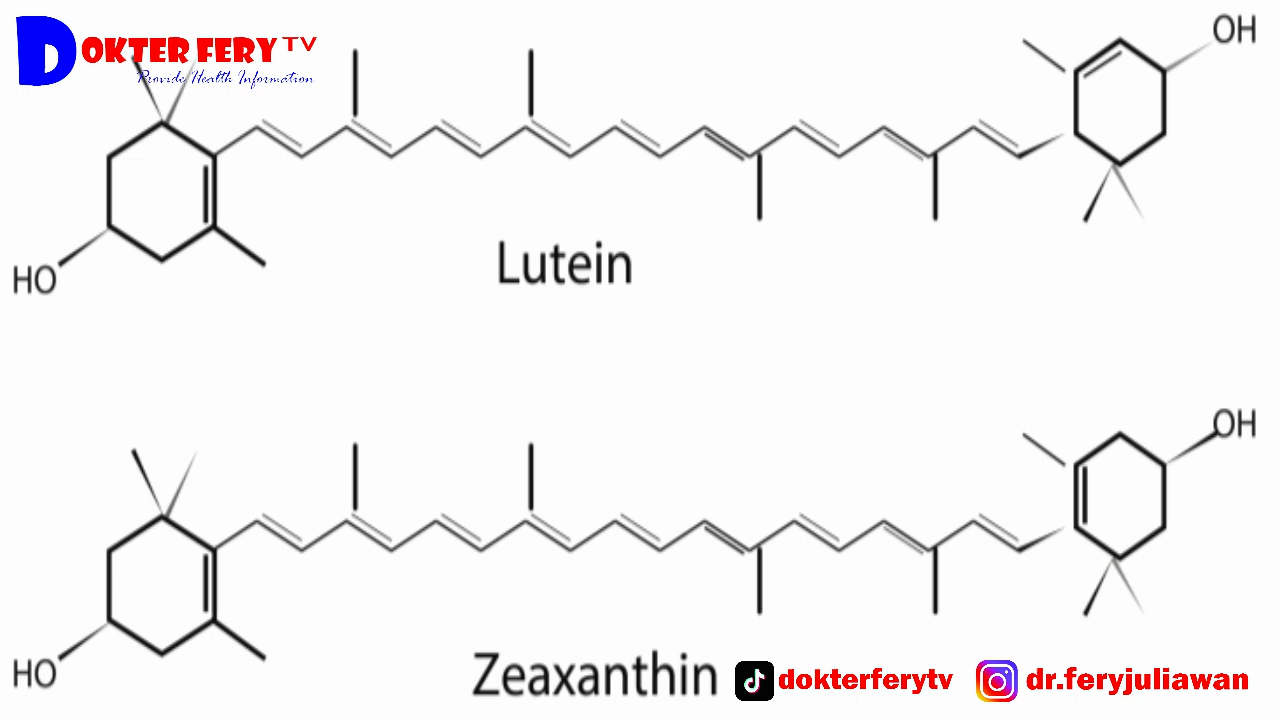 DOKTER FERY TV
Provide Health Information
OH
HO
Lutein
OH
HO
Zeaxanthin
dokterferytv
dr.feryjuliawan